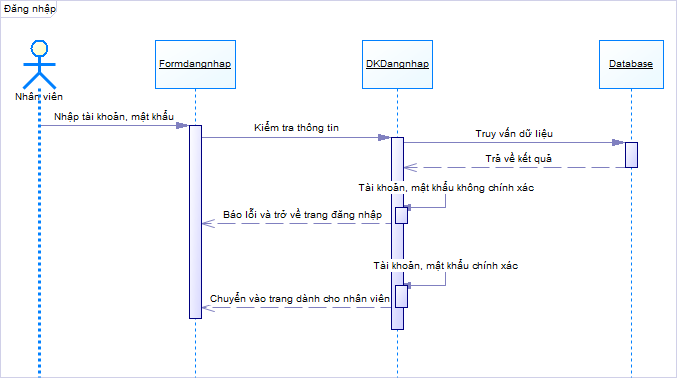 Đăng nhập
Formdangnhap
DKDangnhap
Database
Nhân viên
Nhập tài khoản, mật khẩu
Kiểm tra thông tin
Truy vấn dữ liệu
Trả về kết quả
Tài khoản, mật khẩu không chính xác
Báo lỗi và trở về trang đăng nhập
Tài khoản, mật khẩu chính xác
Chuyển vào trang dành cho nhân viên